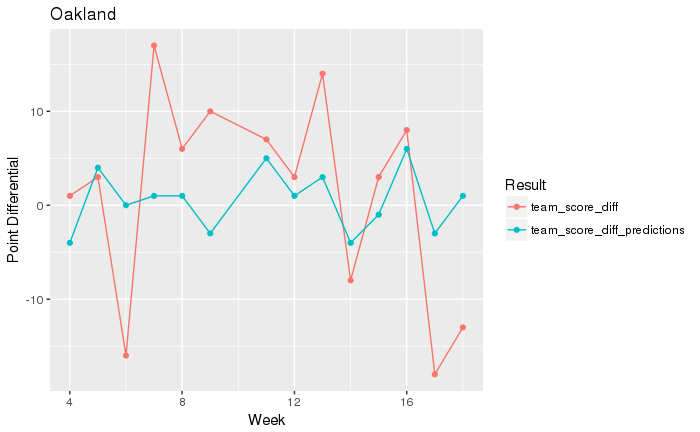 Oakland
10
0
-10
4 8 12 16
Week
Point Differential
Result
team_score_diff
team_score_diff_predictions